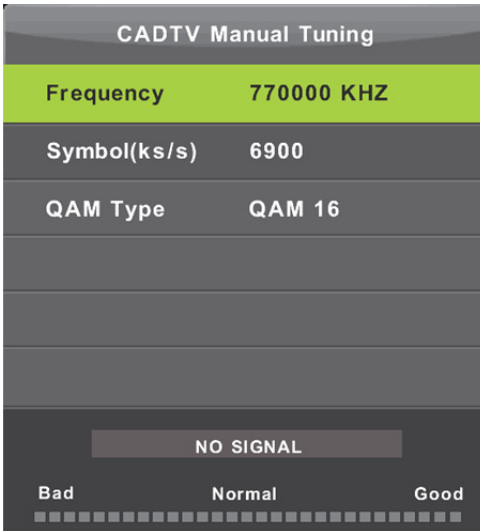 CADTV Manual Tuning
Frequency 770000 KHZ
Symbol(ks/s) 6900
QAM Type QAM 16
NO SIGNAL
Bad Normal Good